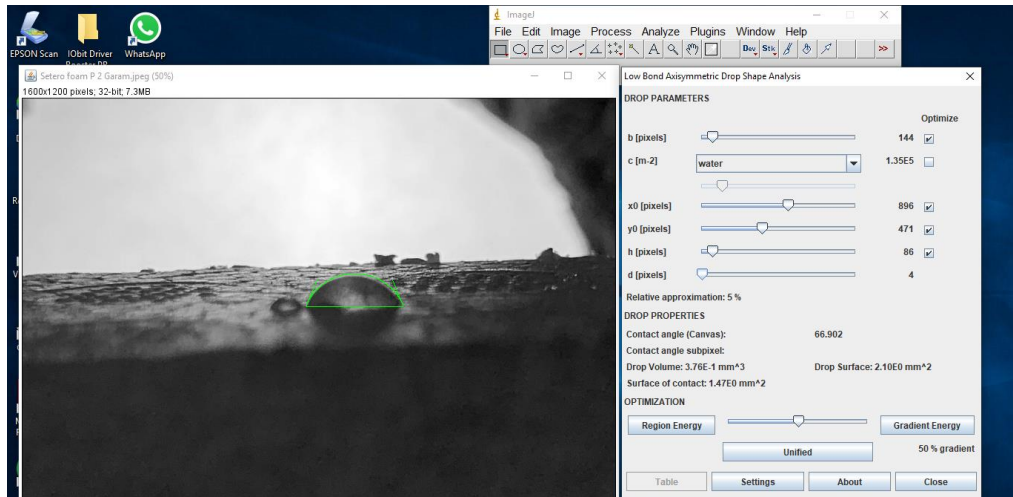 ImageJ
File Edit Image Process Analyze Plugins Window Help
Dev Stk >>
EPSON Scan IObit Driver WhatsApp
Setero foam P 2 Garam.jpeg (50%)
1600x1200 pixels; 32-bit; 7.3MB
Low Bond Axisymmetric Drop Shape Analysis
DROP PARAMETERS
Optimize
b [pixels] 144
c [m-2] water 1.35E5
x0 [pixels] 896
y0 [pixels] 471
h [pixels] 86
d [pixels] 4
Relative approximation: 5 %
DROP PROPERTIES
Contact angle (Canvas): 66.902
Contact angle subpixel:
Drop Volume: 3.76E-1 mm^3 Drop Surface: 2.10E0 mm^2
Surface of contact: 1.47E0 mm^2
OPTIMIZATION
Region Energy Gradient Energy
Unified 50 % gradient
Table Settings About Close